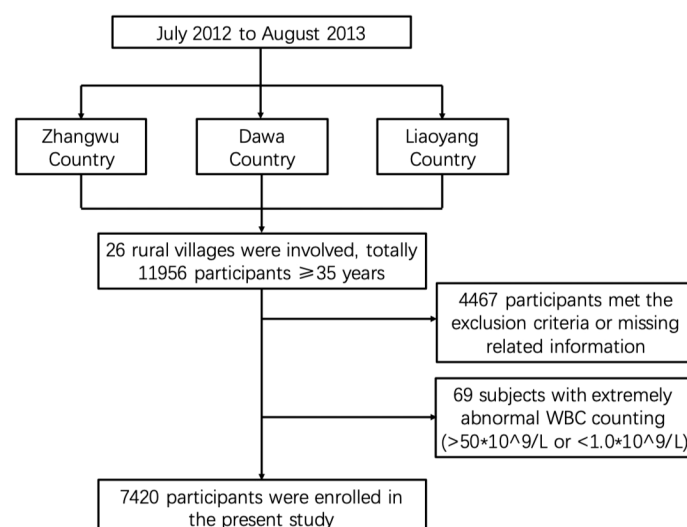 July 2012 to August 2013
Zhangwu
Country
Dawa
Country
Liaoyang
Country
26 rural villages were involved, totally
11956 participants ≥35 years
4467 participants met the
exclusion criteria or missing
related information
69 subjects with extremely
abnormal WBC counting
(>50*10^9/L or <1.0*10^9/L)
7420 participants were enrolled in
the present study